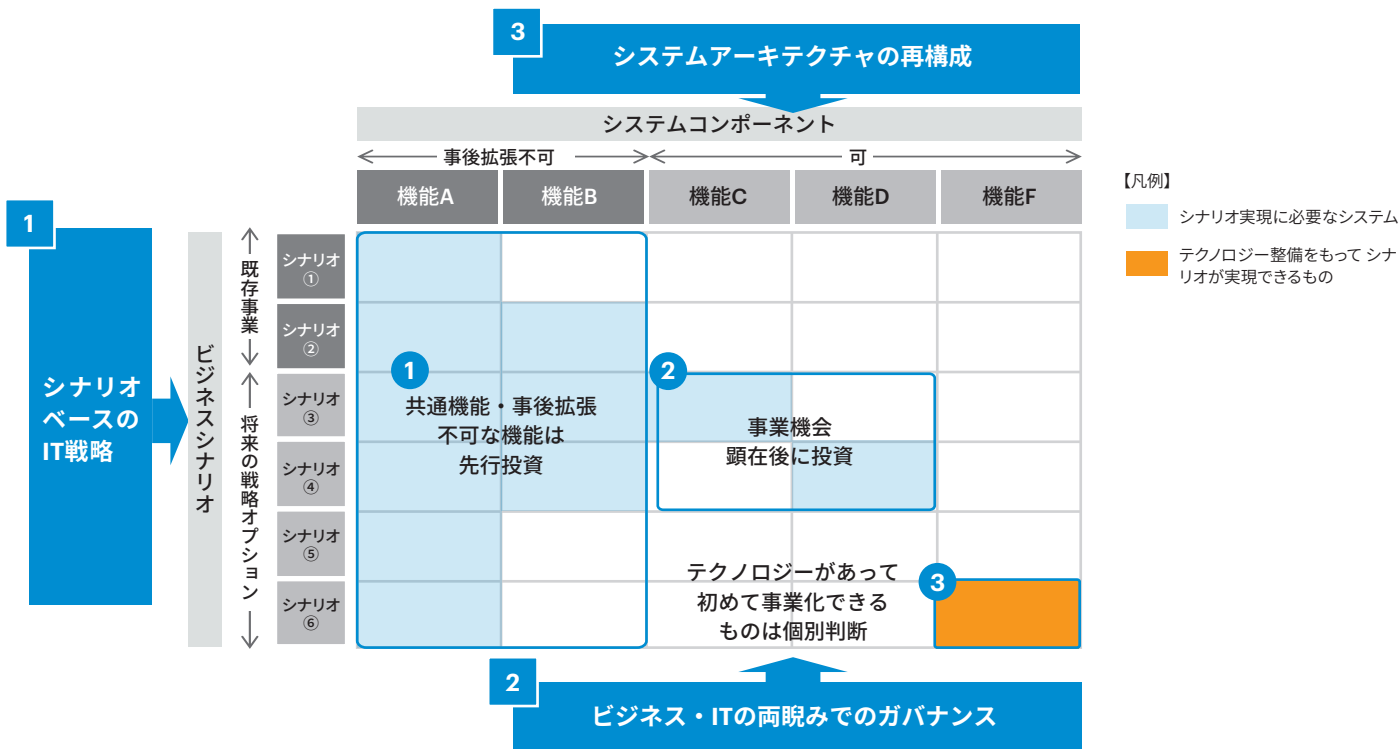 3
システムアーキテクチャの再構成
システムコンポーネント
事後拡張不可
可
機能A
機能B
機能C
機能D
機能F
【凡例】
シナリオ実現に必要なシステム
テクノロジー整備をもって シナ
リオが実現できるもの
1
シナリオ
ベースの
IT戦略
ビジネスシナリオ
既存事業
将来の戦略オプション
シナリオ
①
シナリオ
②
シナリオ
③
シナリオ
④
シナリオ
⑤
シナリオ
⑥
1
共通機能・事後拡張
不可な機能は
先行投資
2
事業機会
顕在後に投資
テクノロジーがあって
初めて事業化できる
ものは個別判断
3
2
ビジネス・ITの両睨みでのガバナンス